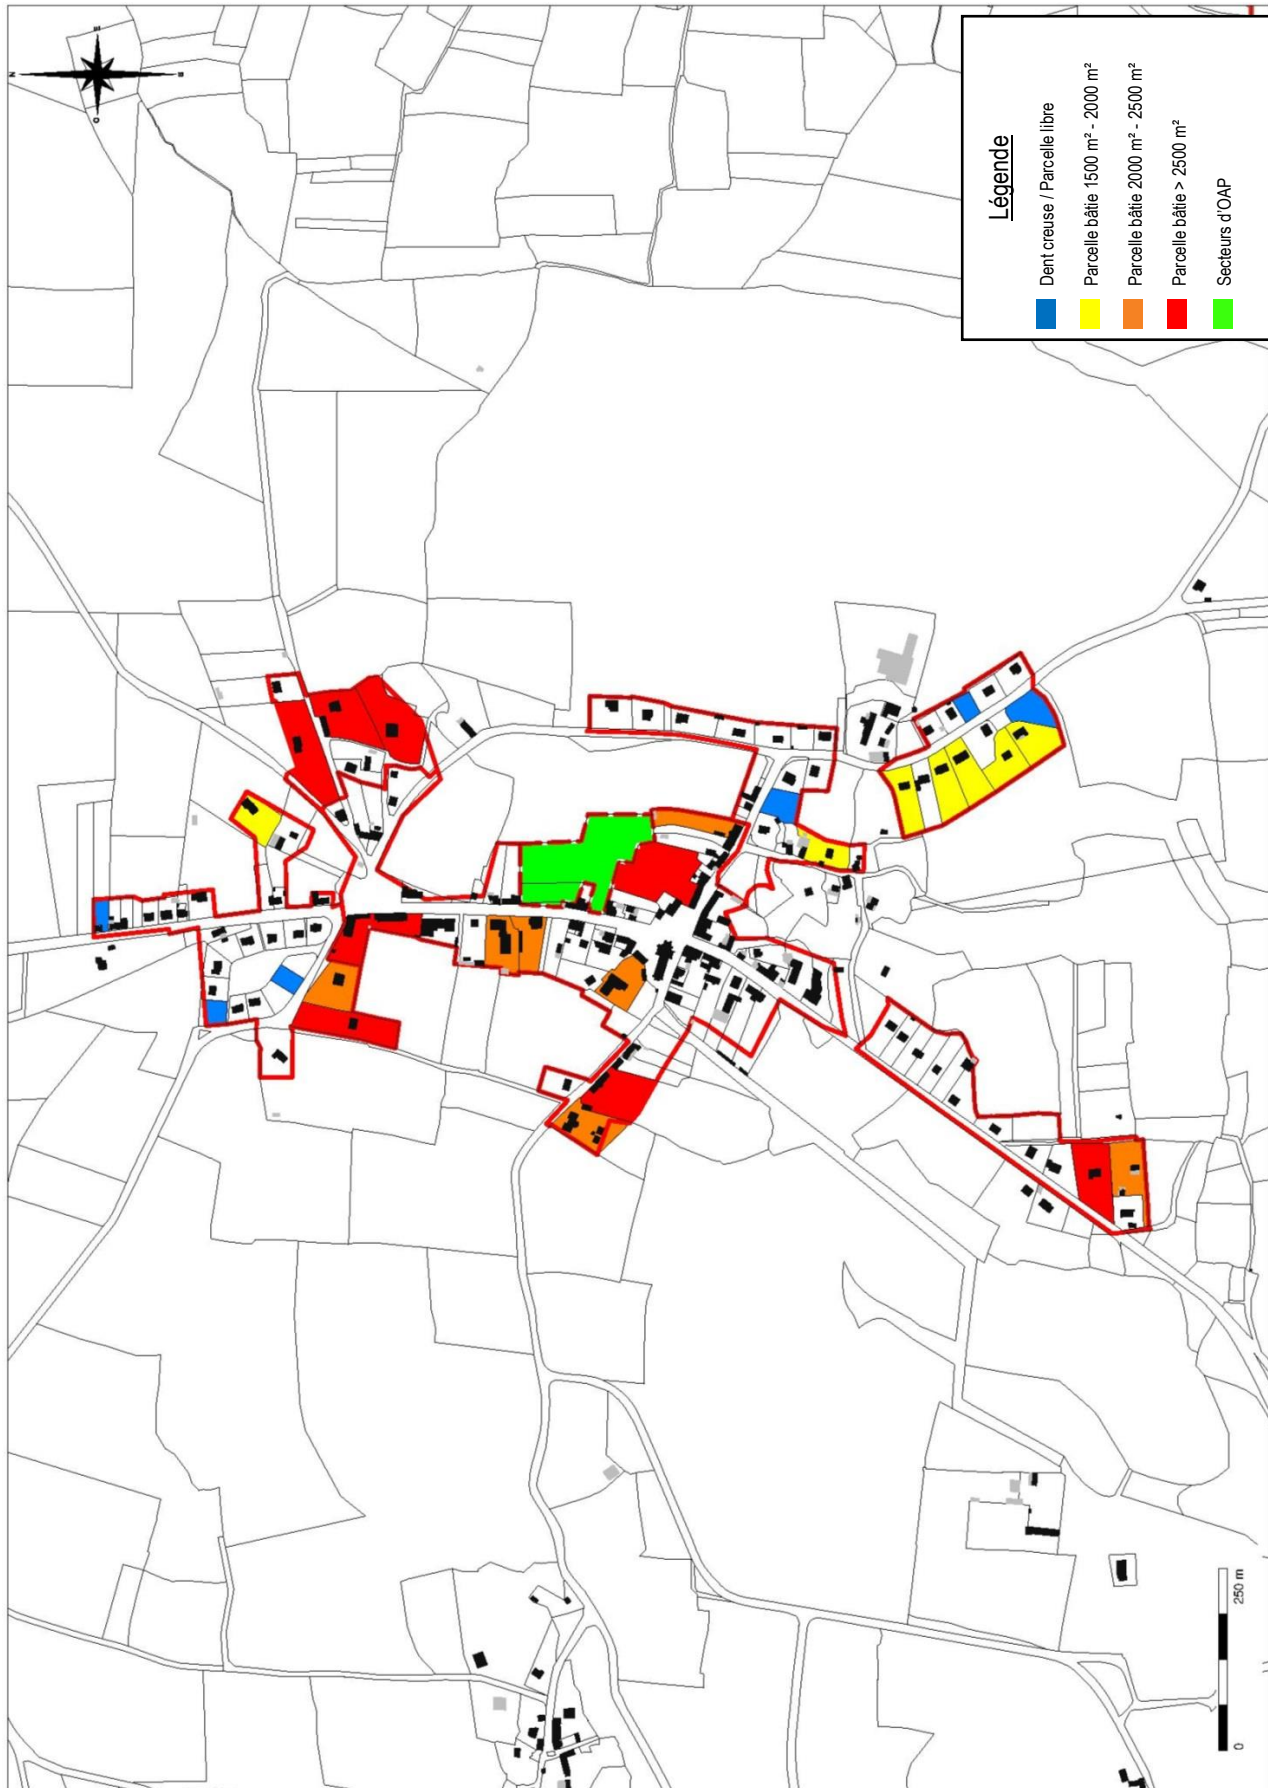 N
E
S
O
Légende
Dent creuse / Parcelle libre
Parcelle bâtie 1500 m² - 2000 m²
Parcelle bâtie 2000 m² - 2500 m²
Parcelle bâtie > 2500 m²
Secteurs d'OAP
0 250 m